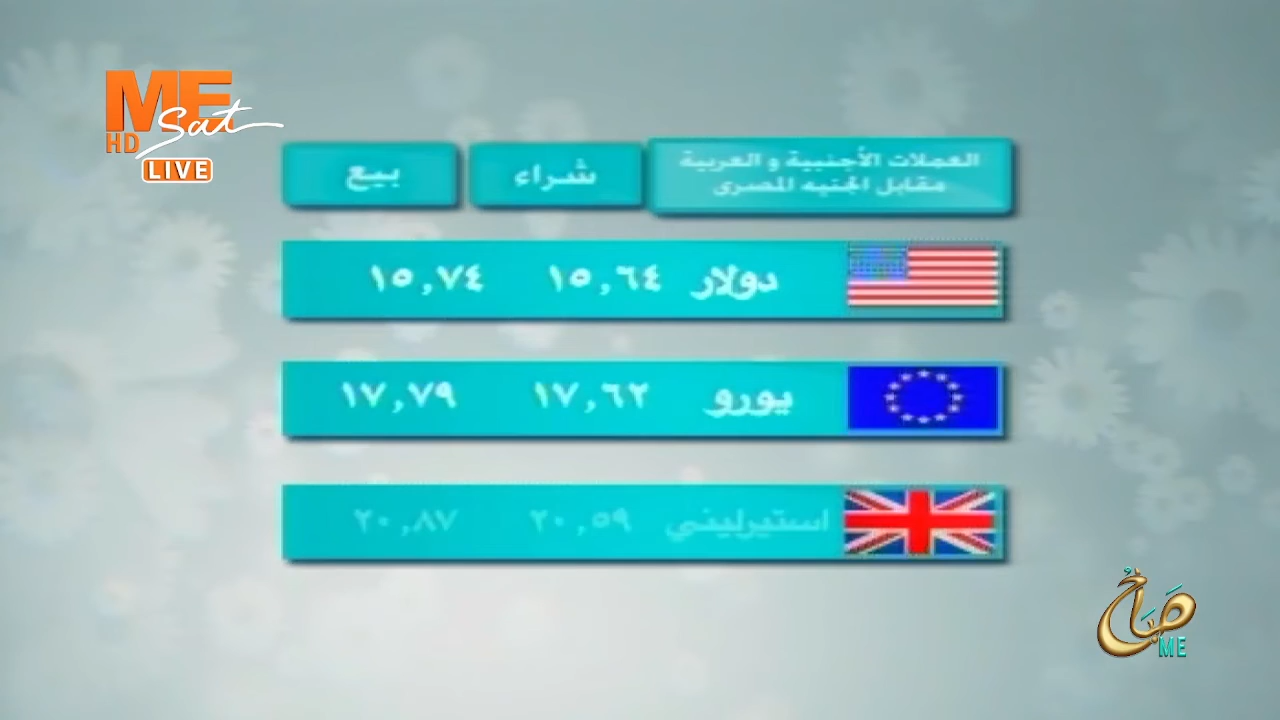 ME
Sat
HD
LIVE
العملات الأجنبية و العربية
مقابل الجنيه المصرى
شراء
بيع
دولار ١٥,٦٤ ١٥,٧٤
يورو ١٧,٦٢ ١٧,٧٩
استيرليني ٢٠,٥٩ ٢٠,٨٧
صباح
ME